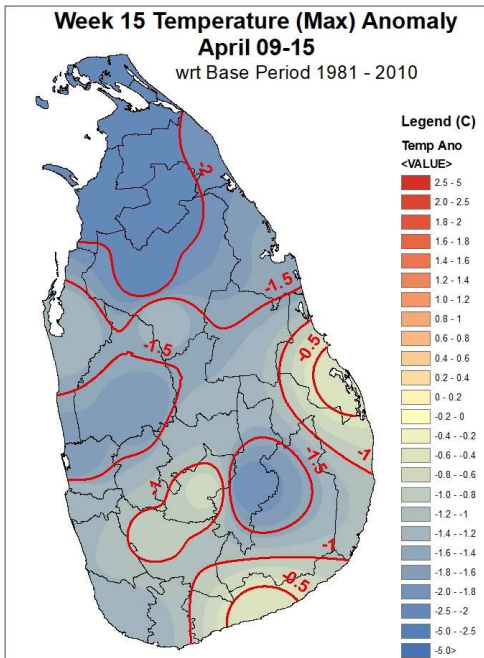 Week 15 Temperature (Max) Anomaly
April 09-15
wrt Base Period 1981 - 2010
Legend (C)
Temp Ano
<VALUE>
2.5 - 5
2.0 - 2.5
1.8 - 2
1.6 - 1.8
1.4 - 1.6
1.2 - 1.4
1.0 - 1.2
0.8 - 1
0.6 - 0.8
0.4 - 0.6
0.2 - 0.4
0 - 0.2
-0.2 - 0
-0.4 - -0.2
-0.6 - -0.4
-0.8 - -0.6
-1.0 - -0.8
-1.2 - -1
-1.4 - -1.2
-1.6 - -1.4
-1.8 - -1.6
-2.0 - -1.8
-2.5 - -2
-5.0 - -2.5
-5.0>
-2
-1.5
-0.5
-1.5
-1
-1.5
-1
-1
-0.5